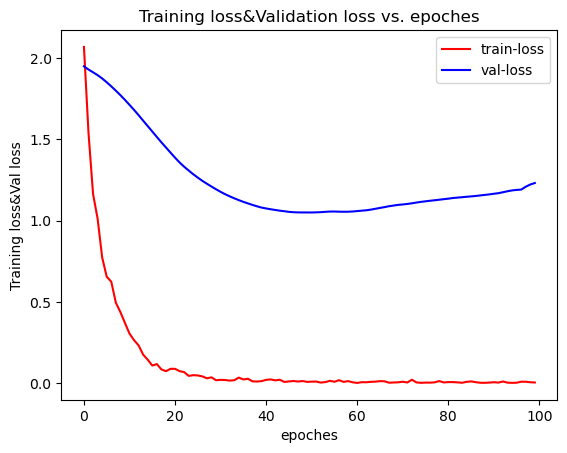 Training loss&Validation loss vs. epoches
train-loss
val-loss
Training loss&Val loss
2.0
1.5
1.0
0.5
0.0
0 20 40 60 80 100
epoches